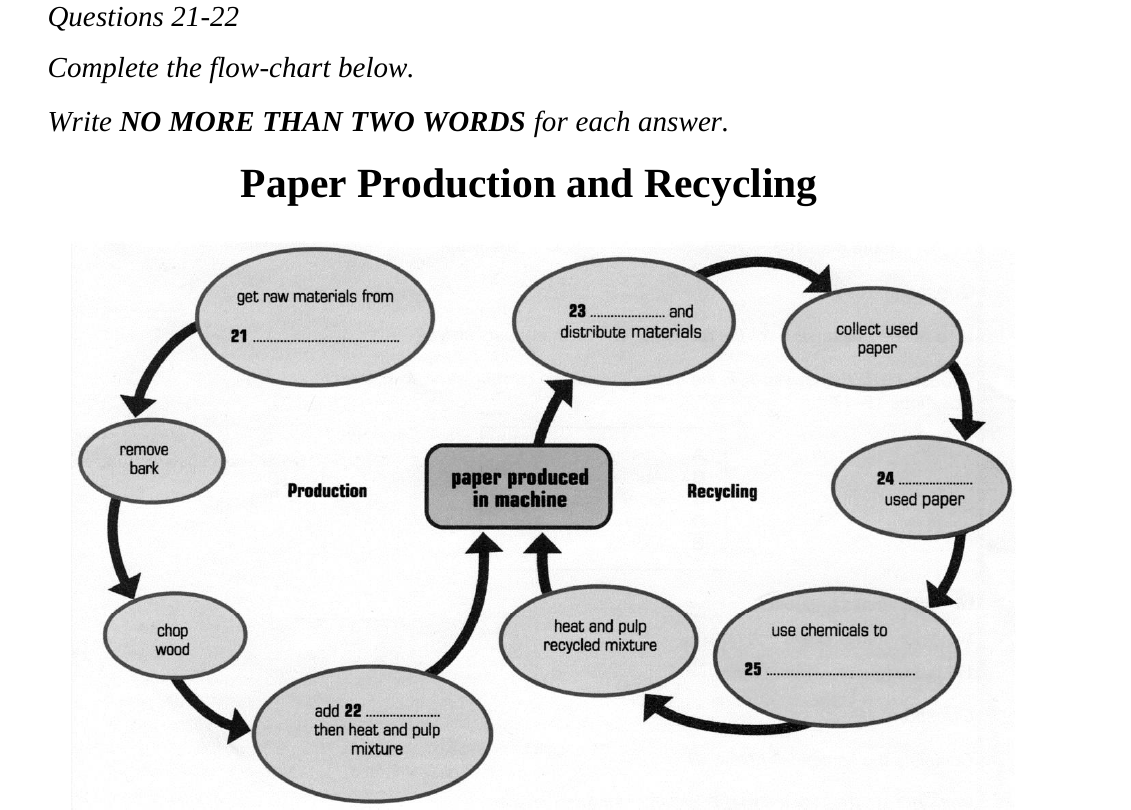 Questions 21-22
Complete the flow-chart below.
Write NO MORE THAN TWO WORDS for each answer.
Paper Production and Recycling
get raw materials from
21 ............................................
remove
bark
chop
wood
add 22 ......................
then heat and pulp
mixture
Production
paper produced
in machine
23 ...................... and
distribute materials
collect used
paper
24 ......................
used paper
use chemicals to
25 ............................................
heat and pulp
recycled mixture
Recycling